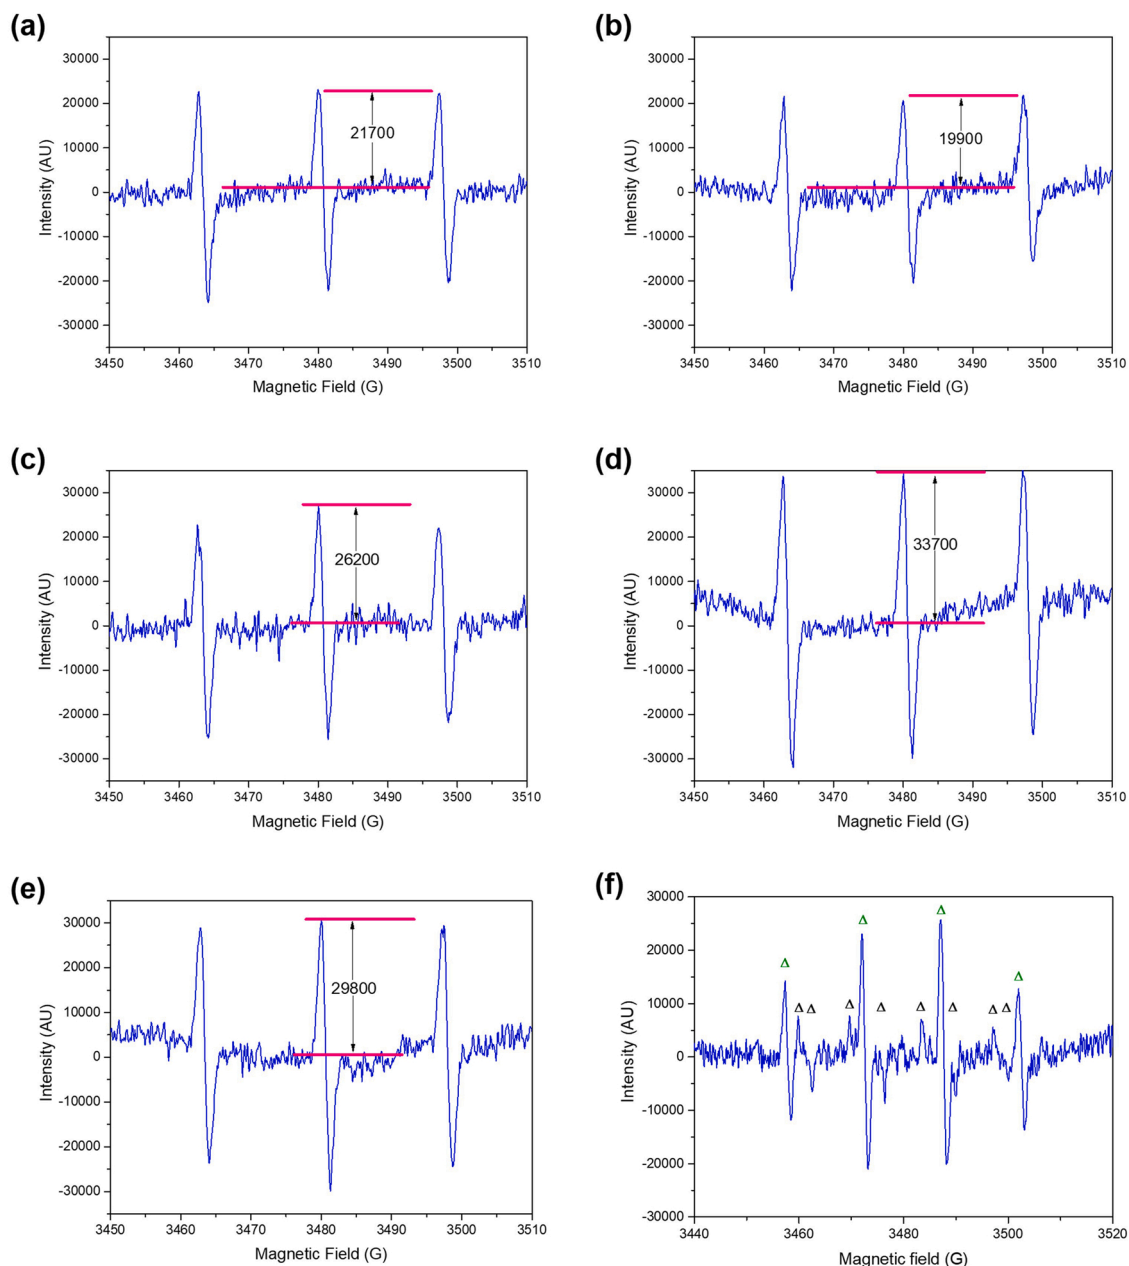 (a)
30000
20000
10000
0
-10000
-20000
-30000
Intensity (AU)
21700
3450 3460 3470 3480 3490 3500 3510
Magnetic Field (G)
(b)
30000
20000
10000
0
-10000
-20000
-30000
Intensity (AU)
19900
3450 3460 3470 3480 3490 3500 3510
Magnetic Field (G)
(c)
30000
20000
10000
0
-10000
-20000
-30000
Intensity (AU)
26200
3450 3460 3470 3480 3490 3500 3510
Magnetic Field (G)
(d)
30000
20000
10000
0
-10000
-20000
-30000
Intensity (AU)
33700
3450 3460 3470 3480 3490 3500 3510
Magnetic Field (G)
(e)
30000
20000
10000
0
-10000
-20000
-30000
Intensity (AU)
29800
3450 3460 3470 3480 3490 3500 3510
Magnetic Field (G)
(f)
30000
20000
10000
0
-10000
-20000
-30000
Intensity (AU)
Δ Δ Δ Δ Δ Δ Δ Δ Δ Δ Δ Δ
3440 3460 3480 3500 3520
Magnetic field (G)